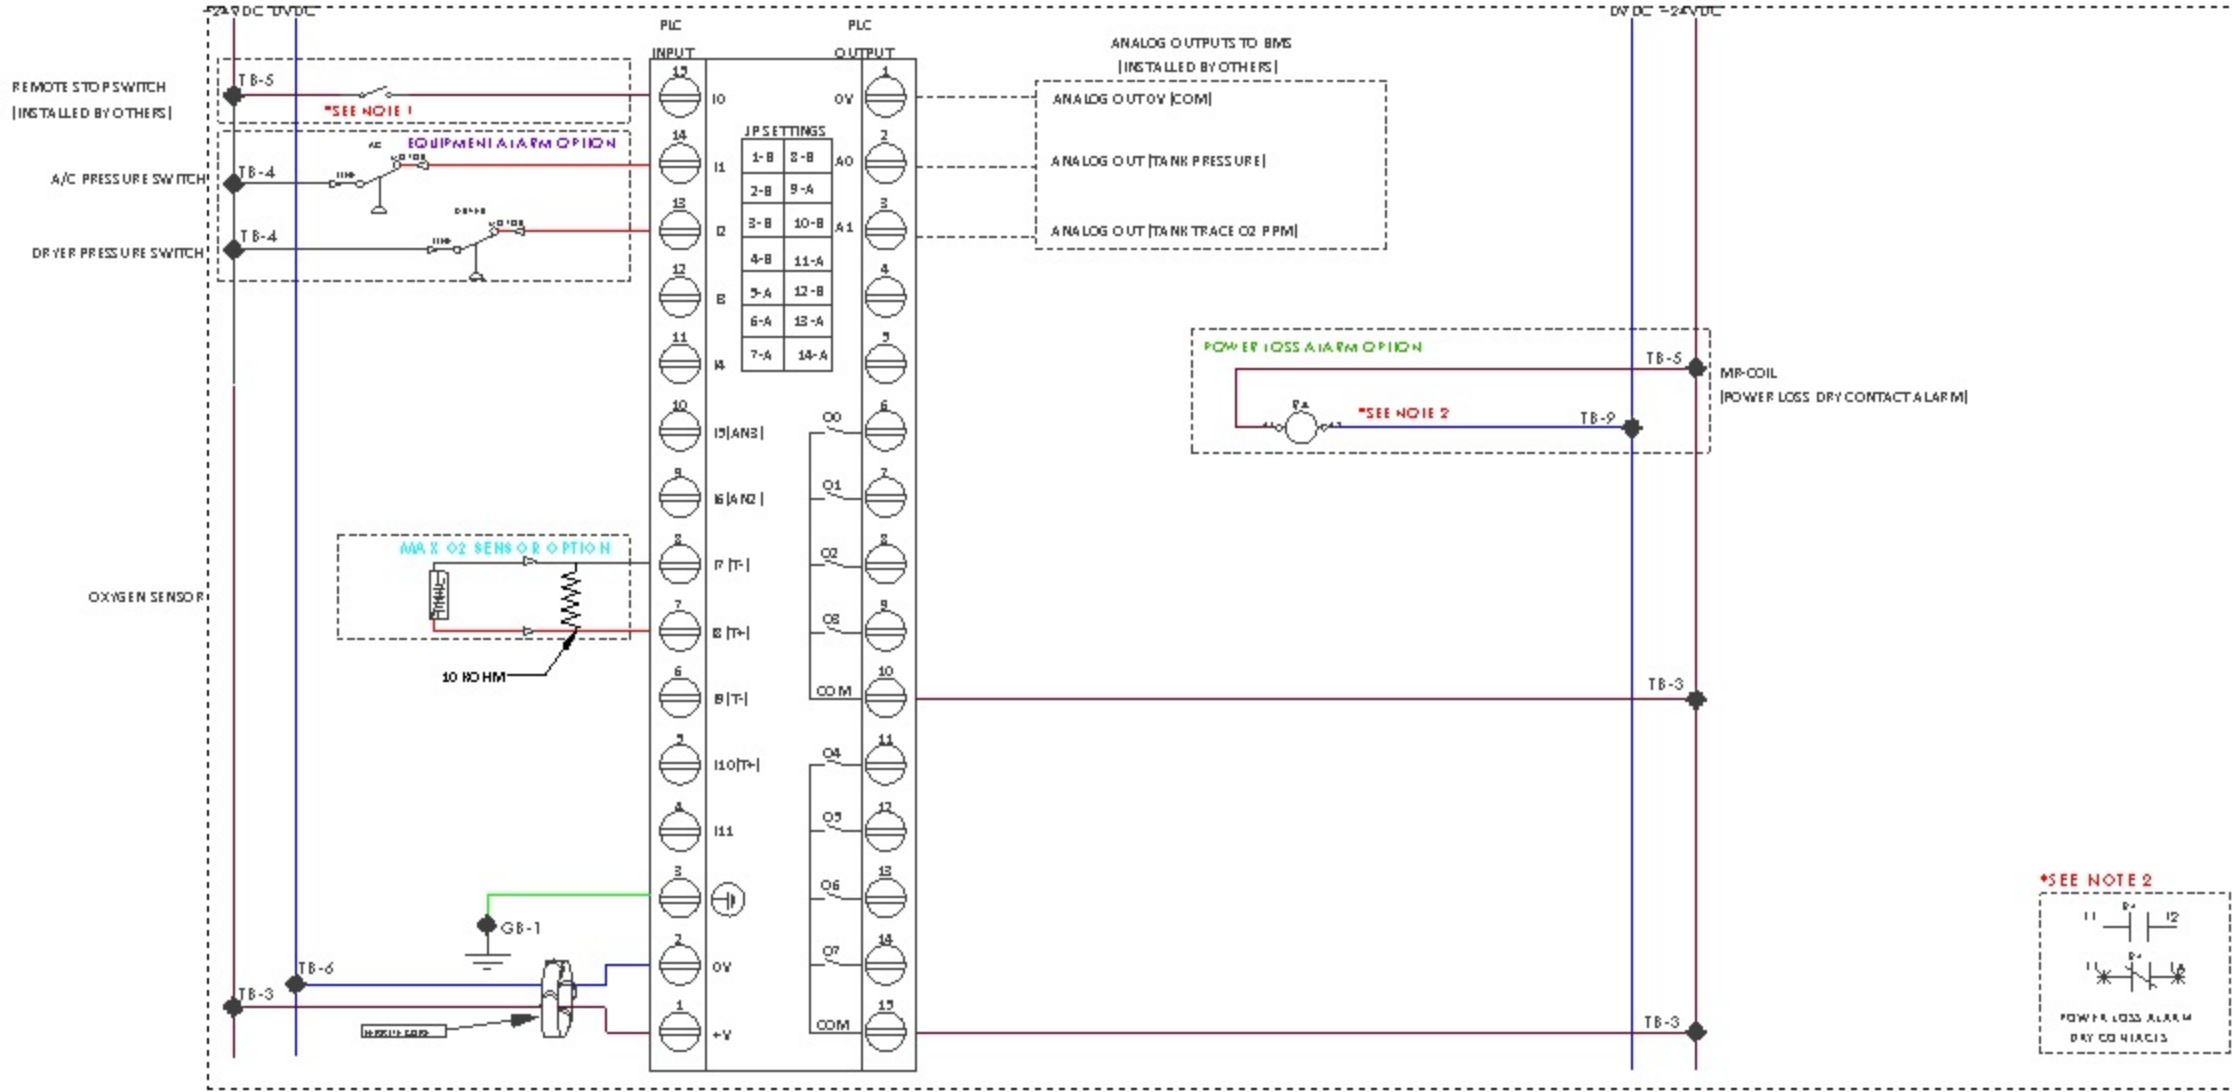 0VDC
0VDC
+24VDC
PLC
INPUT
PLC
OUTPUT
ANALOG OUTPUTS TO BMS
(INSTALLED BY OTHERS)
REMOTE STOP SWITCH
(INSTALLED BY OTHERS)
TB-5
*SEE NOTE 1
EQUIPMENT ALARM OPTION
A/C PRESSURE SWITCH
TB-4
AC
DRYER PRESSURE SWITCH
TB-4
15
I0
14
I1
13
I2
12
11
I4
10
I5(AN3)
9
I6(AN2)
8
I7(T-)
7
I8(T+)
6
I9(T-)
5
I10(T+)
4
I11
3
2
0V
1
+V
JP SETTINGS
1-B 8-B
2-B 9-A
3-B 10-B
4-B 11-A
5-A 12-B
6-A 13-A
7-A 14-A
1
0V
2
A0
3
A1
4
5
6
O0
7
O1
8
O2
9
O3
10
COM
11
O4
12
O5
13
O6
14
O7
15
COM
ANALOG OUT 0V (COM)
ANALOG OUT (TANK PRESSURE)
ANALOG OUT (TANK TRACE O2 PPM)
POWER LOSS ALARM OPTION
TB-5
*SEE NOTE 2
TB-9
MR-COIL
(POWER LOSS DRY CONTACT ALARM)
MAX O2 SENSOR OPTION
OXYGEN SENSOR
10 KOHM
GB-1
TB-6
TB-3
FERRITE CORE
TB-3
TB-3
*SEE NOTE 2
11
12
POWER LOSS ALARM
DRY CONTACTS